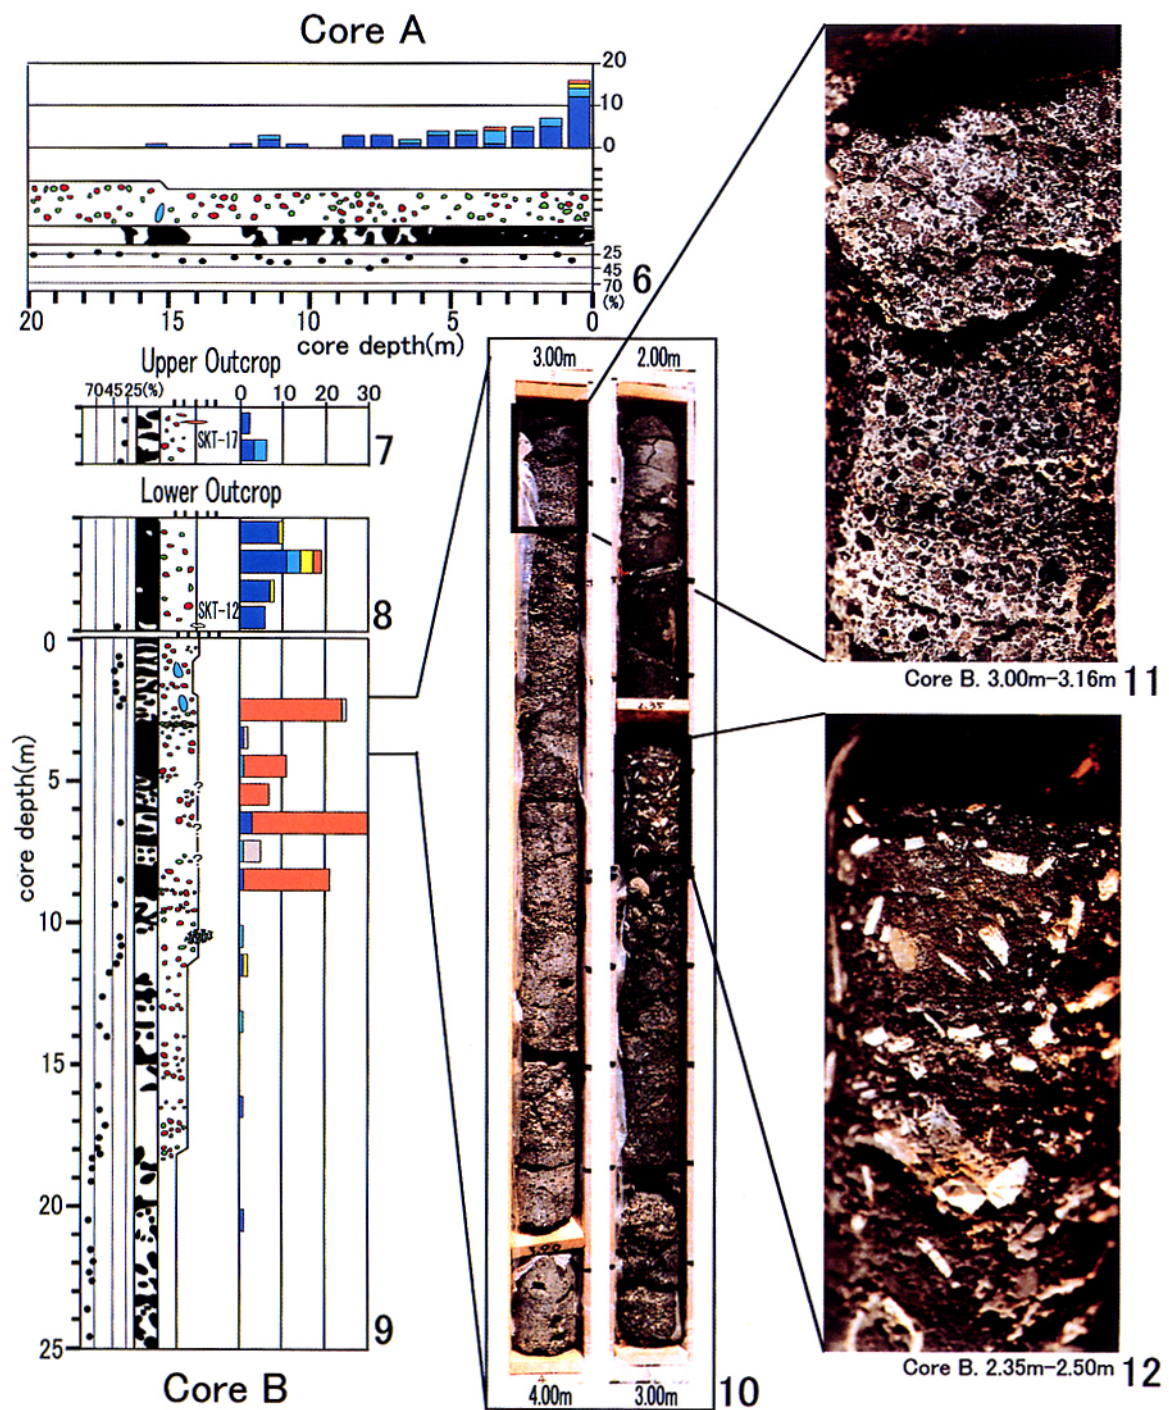 Core A
20
10
0
25
45
70
(%)
6
20 15 10 5 0
core depth(m)
Upper Outcrop
70 45 25(%) 0 10 20 30
SKT-17
7
Lower Outcrop
SKT-12
8
0
5
10
15
20
25
core depth(m)
9
Core B
3.00m 2.00m
2.35
4.00m 3.00m
10
Core B. 3.00m-3.16m 11
Core B. 2.35m-2.50m 12
?
?
?